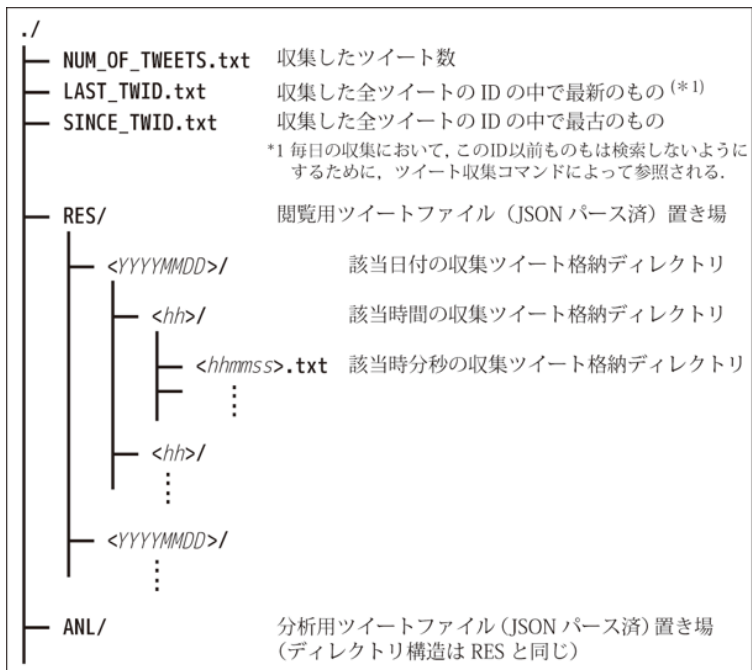 ./
NUM_OF_TWEETS.txt 収集したツイート数
LAST_TWID.txt 収集した全ツイートの ID の中で最新のもの (*1)
SINCE_TWID.txt 収集した全ツイートの ID の中で最古のもの
*1 毎日の収集において，このID以前ものもは検索しないように
するために，ツイート収集コマンドによって参照される．
RES/ 閲覧用ツイートファイル（JSON パース済）置き場
<YYYYMMDD>/ 該当日付の収集ツイート格納ディレクトリ
<hh>/ 該当時間の収集ツイート格納ディレクトリ
<hhmmss>.txt 該当時分秒の収集ツイート格納ディレクトリ
<hh>/
<YYYYMMDD>/
ANL/ 分析用ツイートファイル（JSON パース済）置き場
（ディレクトリ構造は RES と同じ）